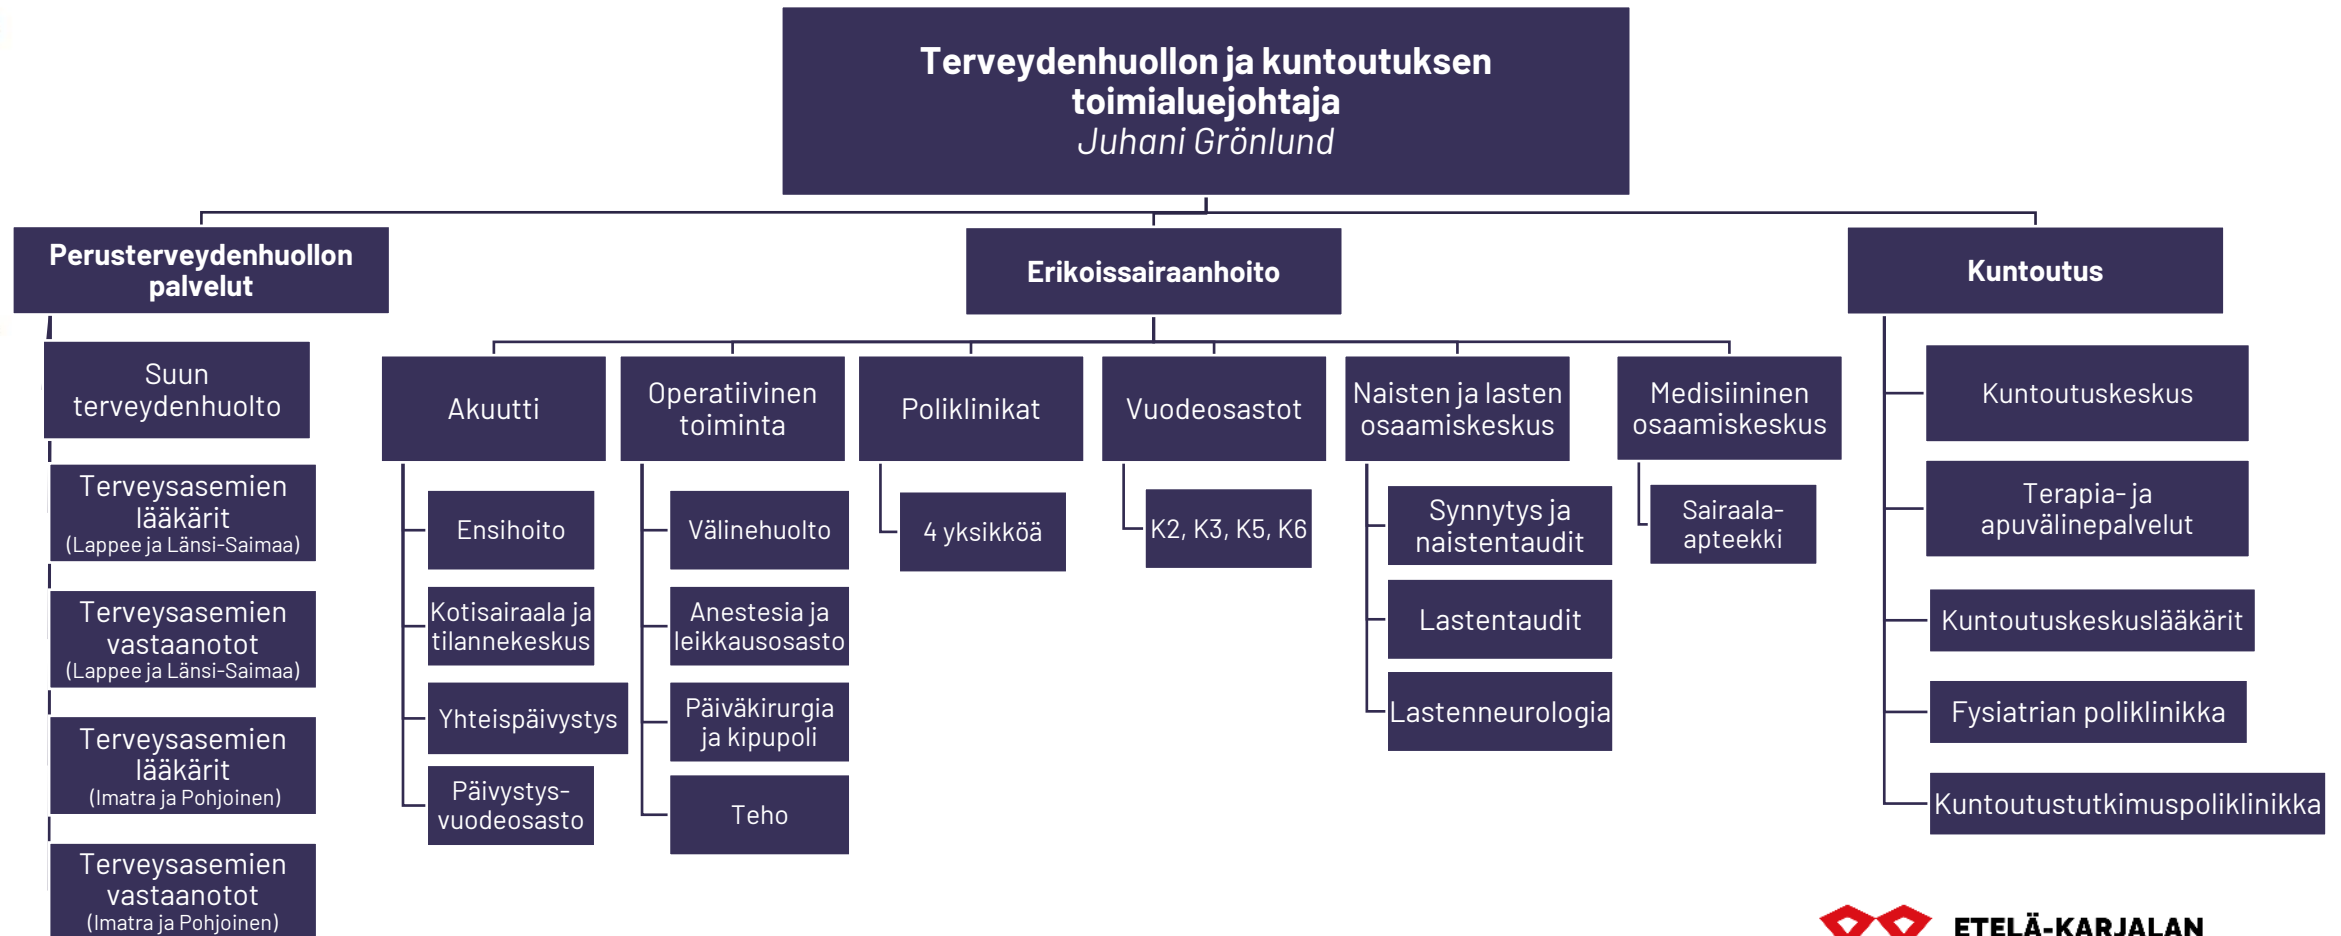 Terveydenhuollon ja kuntoutuksen
toimialuejohtaja
Juhani Grönlund
Perusterveydenhuollon
palvelut
Erikoissairaanhoito
Kuntoutus
Suun
terveydenhuolto
Terveysasemien
lääkärit
(Lappee ja Länsi-Saimaa)
Terveysasemien
vastaanotot
(Lappee ja Länsi-Saimaa)
Terveysasemien
lääkärit
(Imatra ja Pohjoinen)
Terveysasemien
vastaanotot
(Imatra ja Pohjoinen)
Akuutti
Ensihoito
Kotisairaala ja
tilannekeskus
Yhteispäivystys
Päivystys-
vuodeosasto
Operatiivinen
toiminta
Välinehuolto
Anestesia ja
leikkausosasto
Päiväkirurgia
ja kipupoli
Teho
Poliklinikat
4 yksikköä
Vuodeosastot
K2, K3, K5, K6
Naisten ja lasten
osaamiskeskus
Synnytys ja
naistentaudit
Lastentaudit
Lastenneurologia
Medisiininen
osaamiskeskus
Sairaala-
apteekki
Kuntoutuskeskus
Terapia- ja
apuvälinepalvelut
Kuntoutuskeskuslääkärit
Fysiatrian poliklinikka
Kuntoutustutkimuspoliklinikka
ETELÄ-KARJALAN